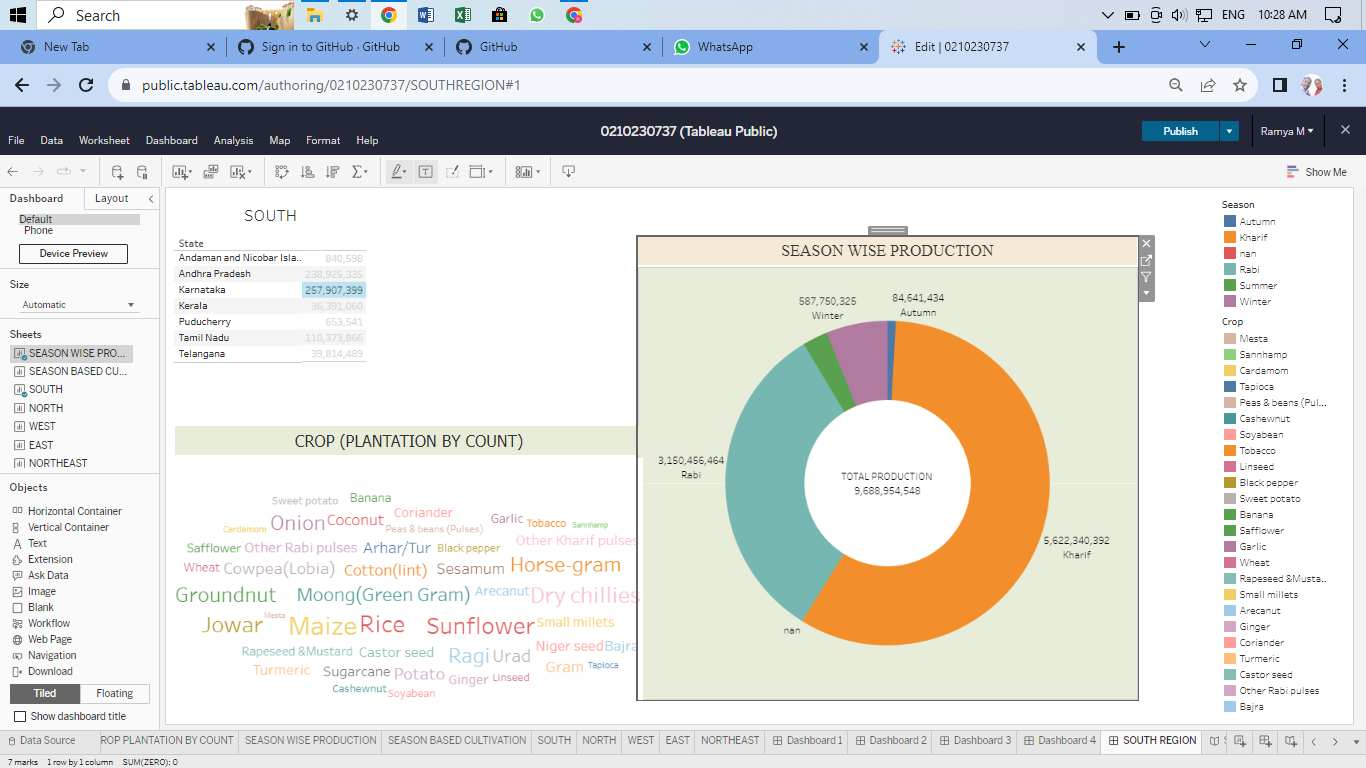 Search
ENG 10:28 AM
New Tab
Sign in to GitHub · GitHub
GitHub
WhatsApp
Edit | 0210230737
public.tableau.com/authoring/0210230737/SOUTHREGION#1
0210230737 (Tableau Public)
Publish
Ramya M
File Data Worksheet Dashboard Analysis Map Format Help
Show Me
Dashboard Layout
Default
Phone
Device Preview
Size
Automatic
Sheets
SEASON WISE PRO...
SEASON BASED CU...
SOUTH
NORTH
WEST
EAST
NORTHEAST
Objects
Horizontal Container
Vertical Container
Text
Extension
Ask Data
Image
Blank
Workflow
Web Page
Navigation
Download
Tiled Floating
Show dashboard title
SOUTH
State
Andaman and Nicobar Isla.. 840,598
Andhra Pradesh 238,925,335
Karnataka 257,907,399
Kerala 36,391,060
Puducherry 653,541
Tamil Nadu 110,373,866
Telangana 39,814,489
CROP (PLANTATION BY COUNT)
Sweet potato Banana
Cardamom Onion Coconut Coriander Peas & beans (Pulses) Garlic Tobacco Sannhamp
Safflower Other Rabi pulses Arhar/Tur Black pepper Other Kharif pulses
Wheat Cowpea(Lobia) Cotton(lint) Sesamum Horse-gram
Groundnut Moong(Green Gram) Arecanut Dry chillies
Jowar Mesta Maize Rice Sunflower Small millets
Rapeseed &Mustard Castor seed Ragi Urad Niger seed Bajra
Turmeric Sugarcane Potato Ginger Linseed Gram Tapioca
Cashewnut Soyabean
SEASON WISE PRODUCTION
587,750,325
Winter
84,641,434
Autumn
3,150,456,464
Rabi
TOTAL PRODUCTION
9,688,954,548
5,622,340,392
Kharif
nan
Season
Autumn
Kharif
nan
Rabi
Summer
Winter
Crop
Mesta
Sannhamp
Cardamom
Tapioca
Peas & beans (Pul...
Cashewnut
Soyabean
Tobacco
Linseed
Black pepper
Sweet potato
Banana
Safflower
Garlic
Wheat
Rapeseed &Musta..
Small millets
Arecanut
Ginger
Coriander
Turmeric
Castor seed
Other Rabi pulses
Bajra
Data Source ROP PLANTATION BY COUNT SEASON WISE PRODUCTION SEASON BASED CULTIVATION SOUTH NORTH WEST EAST NORTHEAST Dashboard 1 Dashboard 2 Dashboard 3 Dashboard 4 SOUTH REGION
7 marks 1 row by 1 column SUM(ZERO): 0